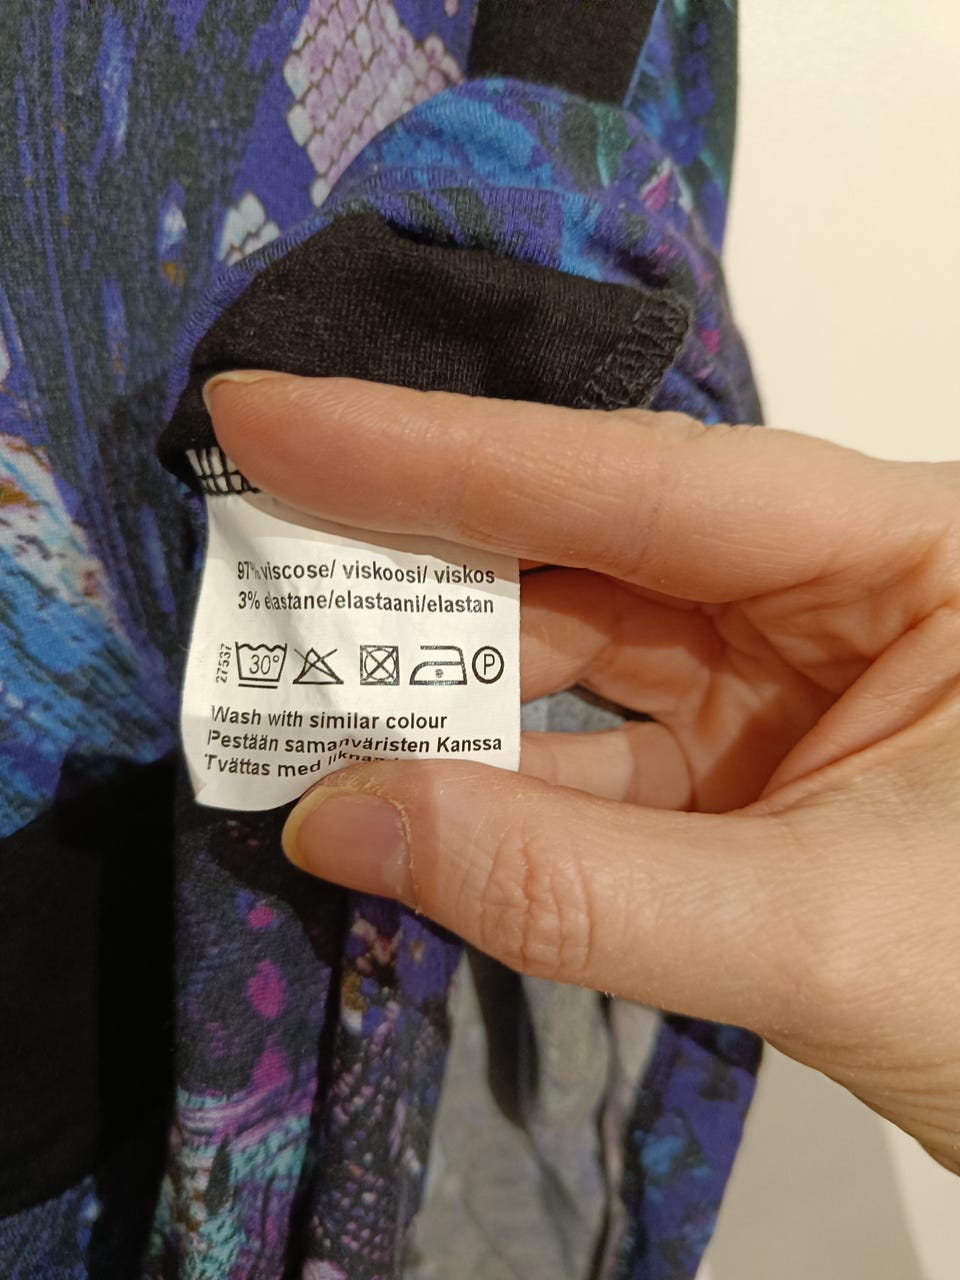 97% viscose/ viskoosi/ viskos
3% elastane/elastaani/elastan
27537
30°
P
Wash with similar colour
Pestään samanväristen Kanssa
Tvättas med